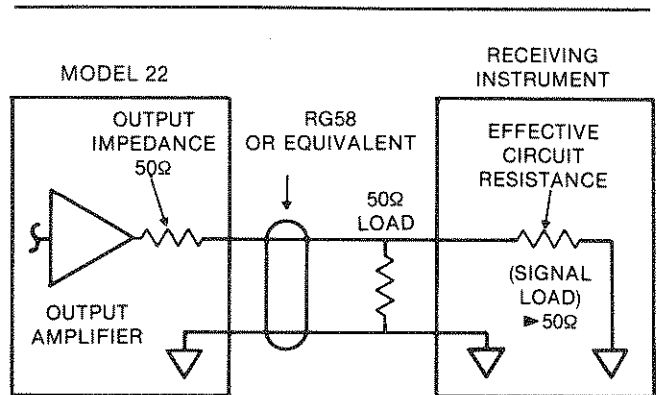 MODEL 22
RECEIVING
INSTRUMENT
OUTPUT
IMPEDANCE
50Ω
RG58
OR EQUIVALENT
50Ω
LOAD
EFFECTIVE
CIRCUIT
RESISTANCE
(SIGNAL
LOAD)
►50Ω
OUTPUT
AMPLIFIER